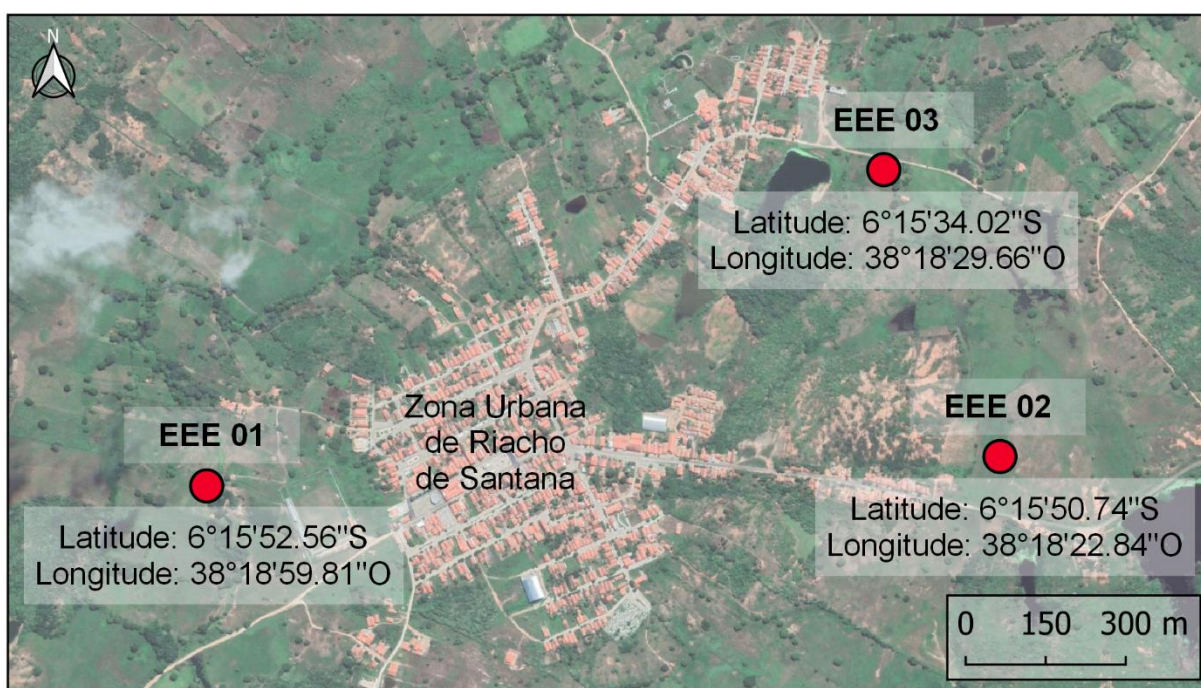 N
EEE 03
Latitude: 6°15'34.02"S
Longitude: 38°18'29.66"O
Zona Urbana
de Riacho
de Santana
EEE 01
Latitude: 6°15'52.56"S
Longitude: 38°18'59.81"O
EEE 02
Latitude: 6°15'50.74"S
Longitude: 38°18'22.84"O
0 150 300 m